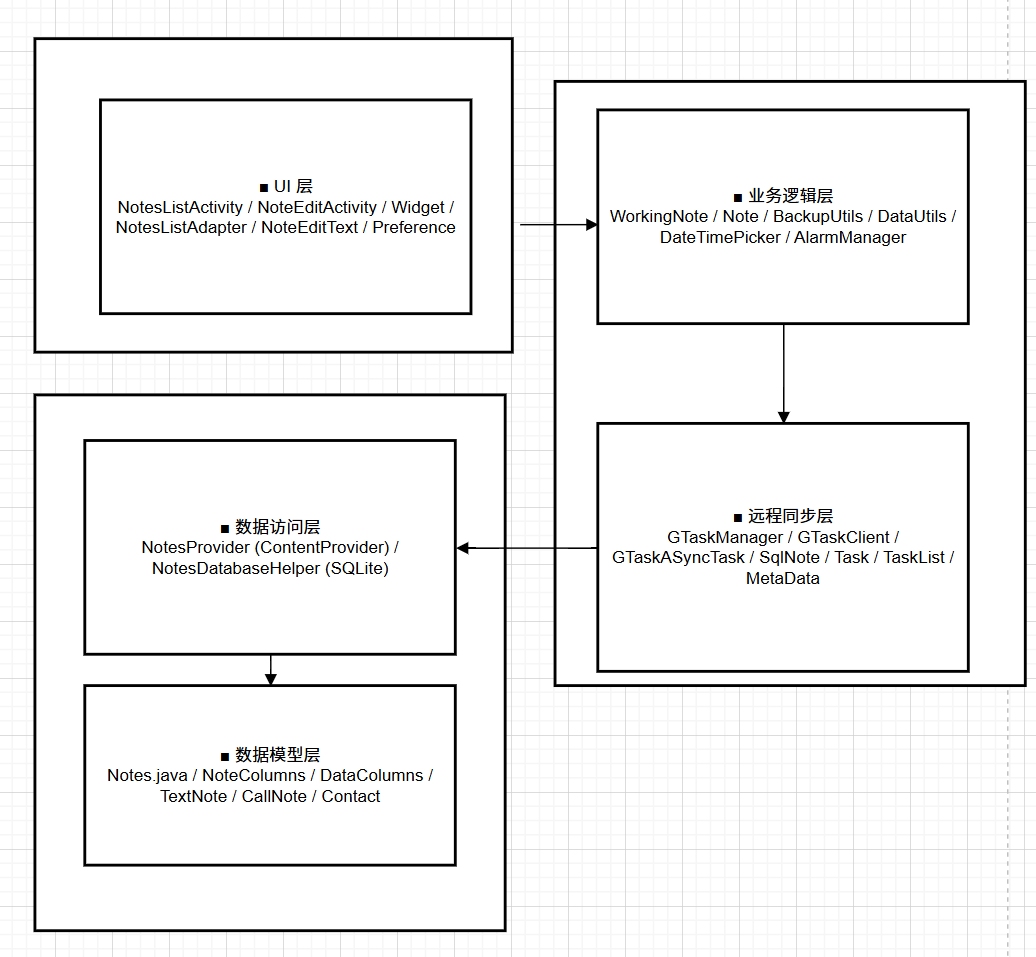 ■ UI 层
NotesListActivity / NoteEditActivity / Widget /
NotesListAdapter / NoteEditText / Preference
■ 业务逻辑层
WorkingNote / Note / BackupUtils / DataUtils /
DateTimePicker / AlarmManager
■ 数据访问层
NotesProvider (ContentProvider) /
NotesDatabaseHelper (SQLite)
■ 远程同步层
GTaskManager / GTaskClient /
GTaskASyncTask / SqlNote / Task / TaskList /
MetaData
■ 数据模型层
Notes.java / NoteColumns / DataColumns /
TextNote / CallNote / Contact